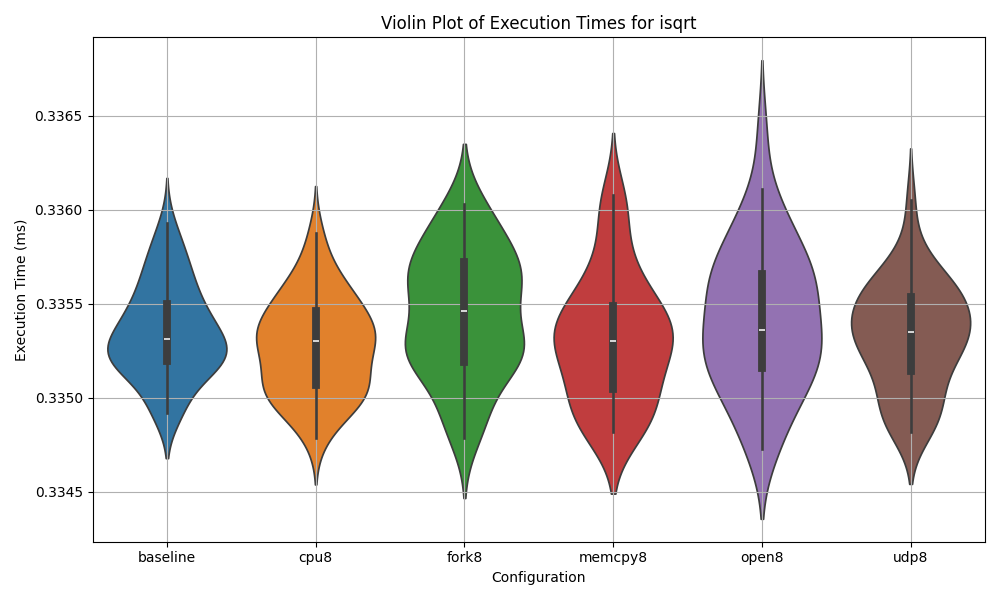 Violin Plot of Execution Times for isqrt
Execution Time (ms)
0.3365
0.3360
0.3355
0.3350
0.3345
baseline cpu8 fork8 memcpy8 open8 udp8
Configuration